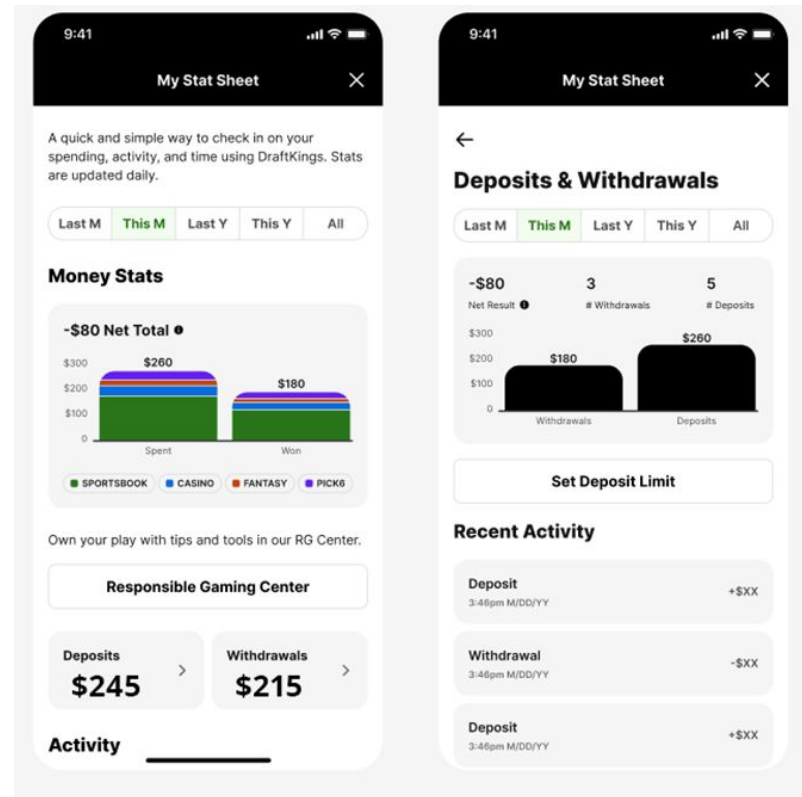 9:41
My Stat Sheet
A quick and simple way to check in on your
spending, activity, and time using DraftKings. Stats
are updated daily.
Last M This M Last Y This Y All
Money Stats
-$80 Net Total
$300
$200
$100
0
$260
$180
Spent Won
SPORTSBOOK CASINO FANTASY PICK6
Own your play with tips and tools in our RG Center.
Responsible Gaming Center
Deposits
$245
Withdrawals
$215
Activity
9:41
My Stat Sheet
Deposits & Withdrawals
Last M This M Last Y This Y All
-$80 3 5
Net Result # Withdrawals # Deposits
$300
$200
$100
0
$180
$260
Withdrawals Deposits
Set Deposit Limit
Recent Activity
Deposit
3:46pm M/DD/YY
+$XX
Withdrawal
3:46pm M/DD/YY
-$XX
Deposit
3:46pm M/DD/YY
+$XX